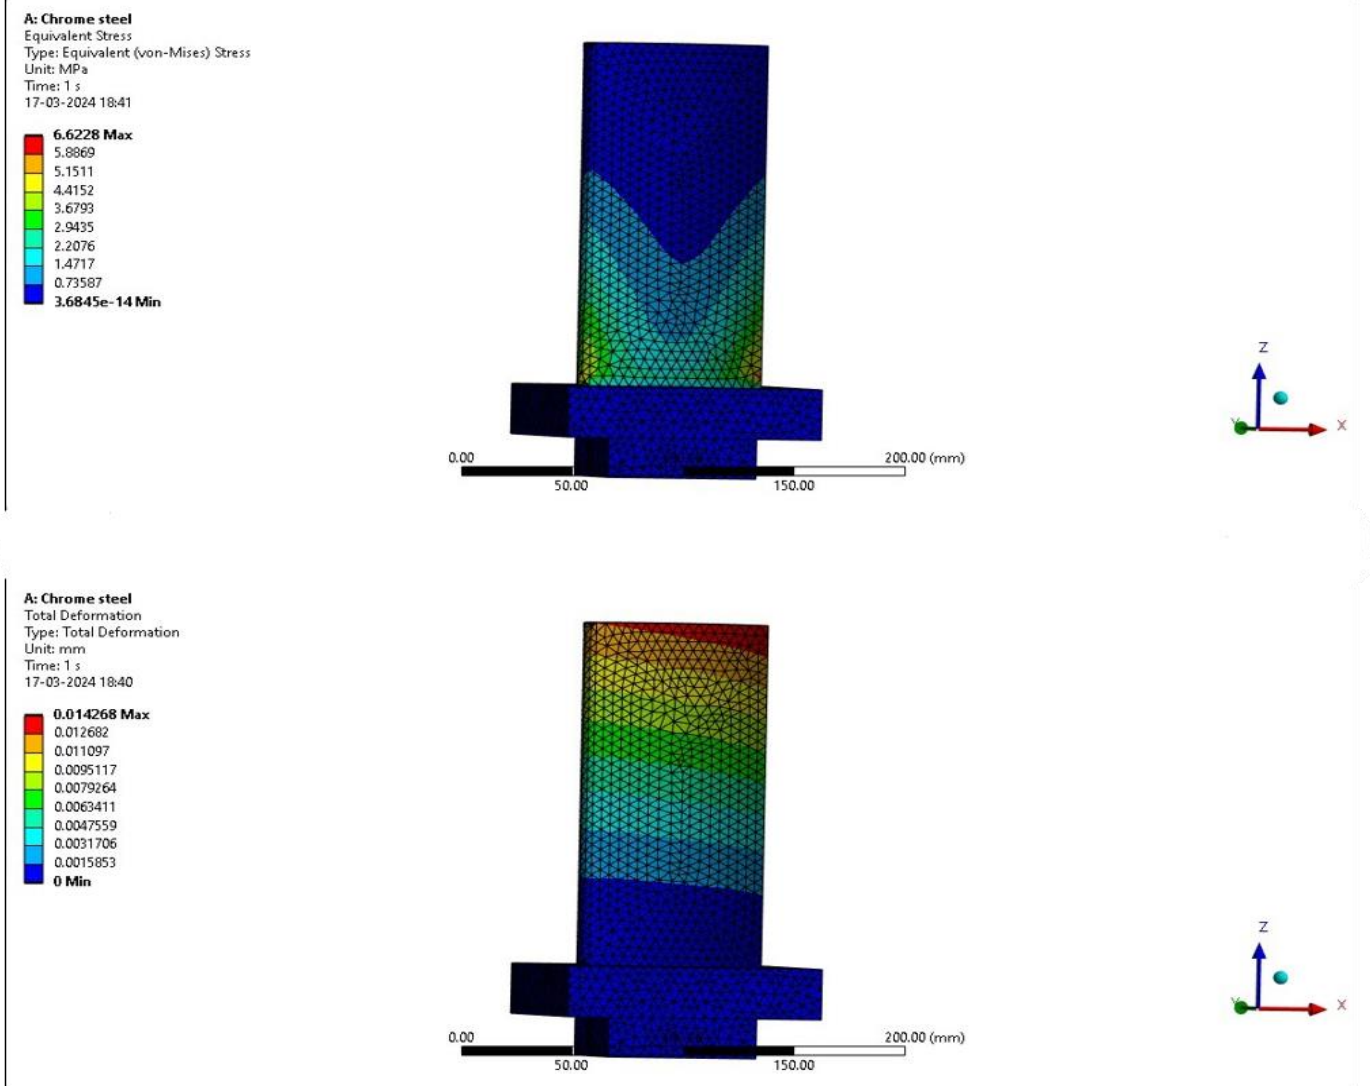 A: Chrome steel
Equivalent Stress
Type: Equivalent (von-Mises) Stress
Unit: MPa
Time: 1 s
17-03-2024 18:41
6.6228 Max
5.8869
5.1511
4.4152
3.6793
2.9435
2.2076
1.4717
0.73587
3.6845e-14 Min
Z
Y
X
0.00
200.00 (mm)
50.00
150.00
A: Chrome steel
Total Deformation
Type: Total Deformation
Unit: mm
Time: 1 s
17-03-2024 18:40
0.014268 Max
0.012682
0.011097
0.0095117
0.0079264
0.0063411
0.0047559
0.0031706
0.0015853
0 Min
Z
Y
X
0.00
200.00 (mm)
50.00
150.00